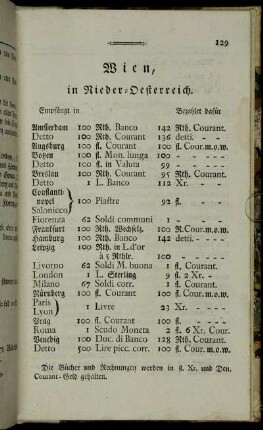 129
Wien,
in Nieder-Oesterreich.
Empfängt in Bezahlet dafür
Amsterdam 100 Rth. Banco 142 Rth. Courant.
Detto 100 Rth. Courant 136 detti. - -
Augsburg 100 fl. Courant 100 fl. Cour. m.o.w.
Bozen 100 fl. Mon. lunga 100 - - -
Detto 100 fl. in Valuta 99 - - -
Breslau 100 Rth. Courant 95 Rth. Courant.
Detto 1 L. Banco 112 Xr. - -
Constanti-
nopel 100 Piastre 92 fl. - -
Salonicco
Fiorenza 62 Soldi communi 1 - - -
Frankfurt 100 Rth. Wechselz. 100 R.Cour.m.o.w.
Hamburg 100 Rth. Banco 142 detti. - -
Leipzig 100 Rth. in L.d'or
à 5 Rthlr. 100 - - -
Livorno 62 Soldi M. buona 1 fl. Courant.
London 1 L. Sterling 9 fl. 2 Xr. -
Milano 67 Soldi corr. 1 fl. Courant.
Nürnberg 100 fl. Courant 100 fl. Cour. m.o.w.
Paris
Lyon 1 Livre 23 Xr. - -
Prag 100 fl. Courant 100 fl. - -
Roma 1 Scudo Moneta 2 fl. 6 Xr. Cour.
Venedig 100 Duc. di Banco 128 Rth. Courant.
Detto 500 Lire picc. corr. 100 fl. Cour. m.o.w.
Die Bücher und Rechnungen werden in fl. Xr. und Den.
Courant-Geld gehalten.